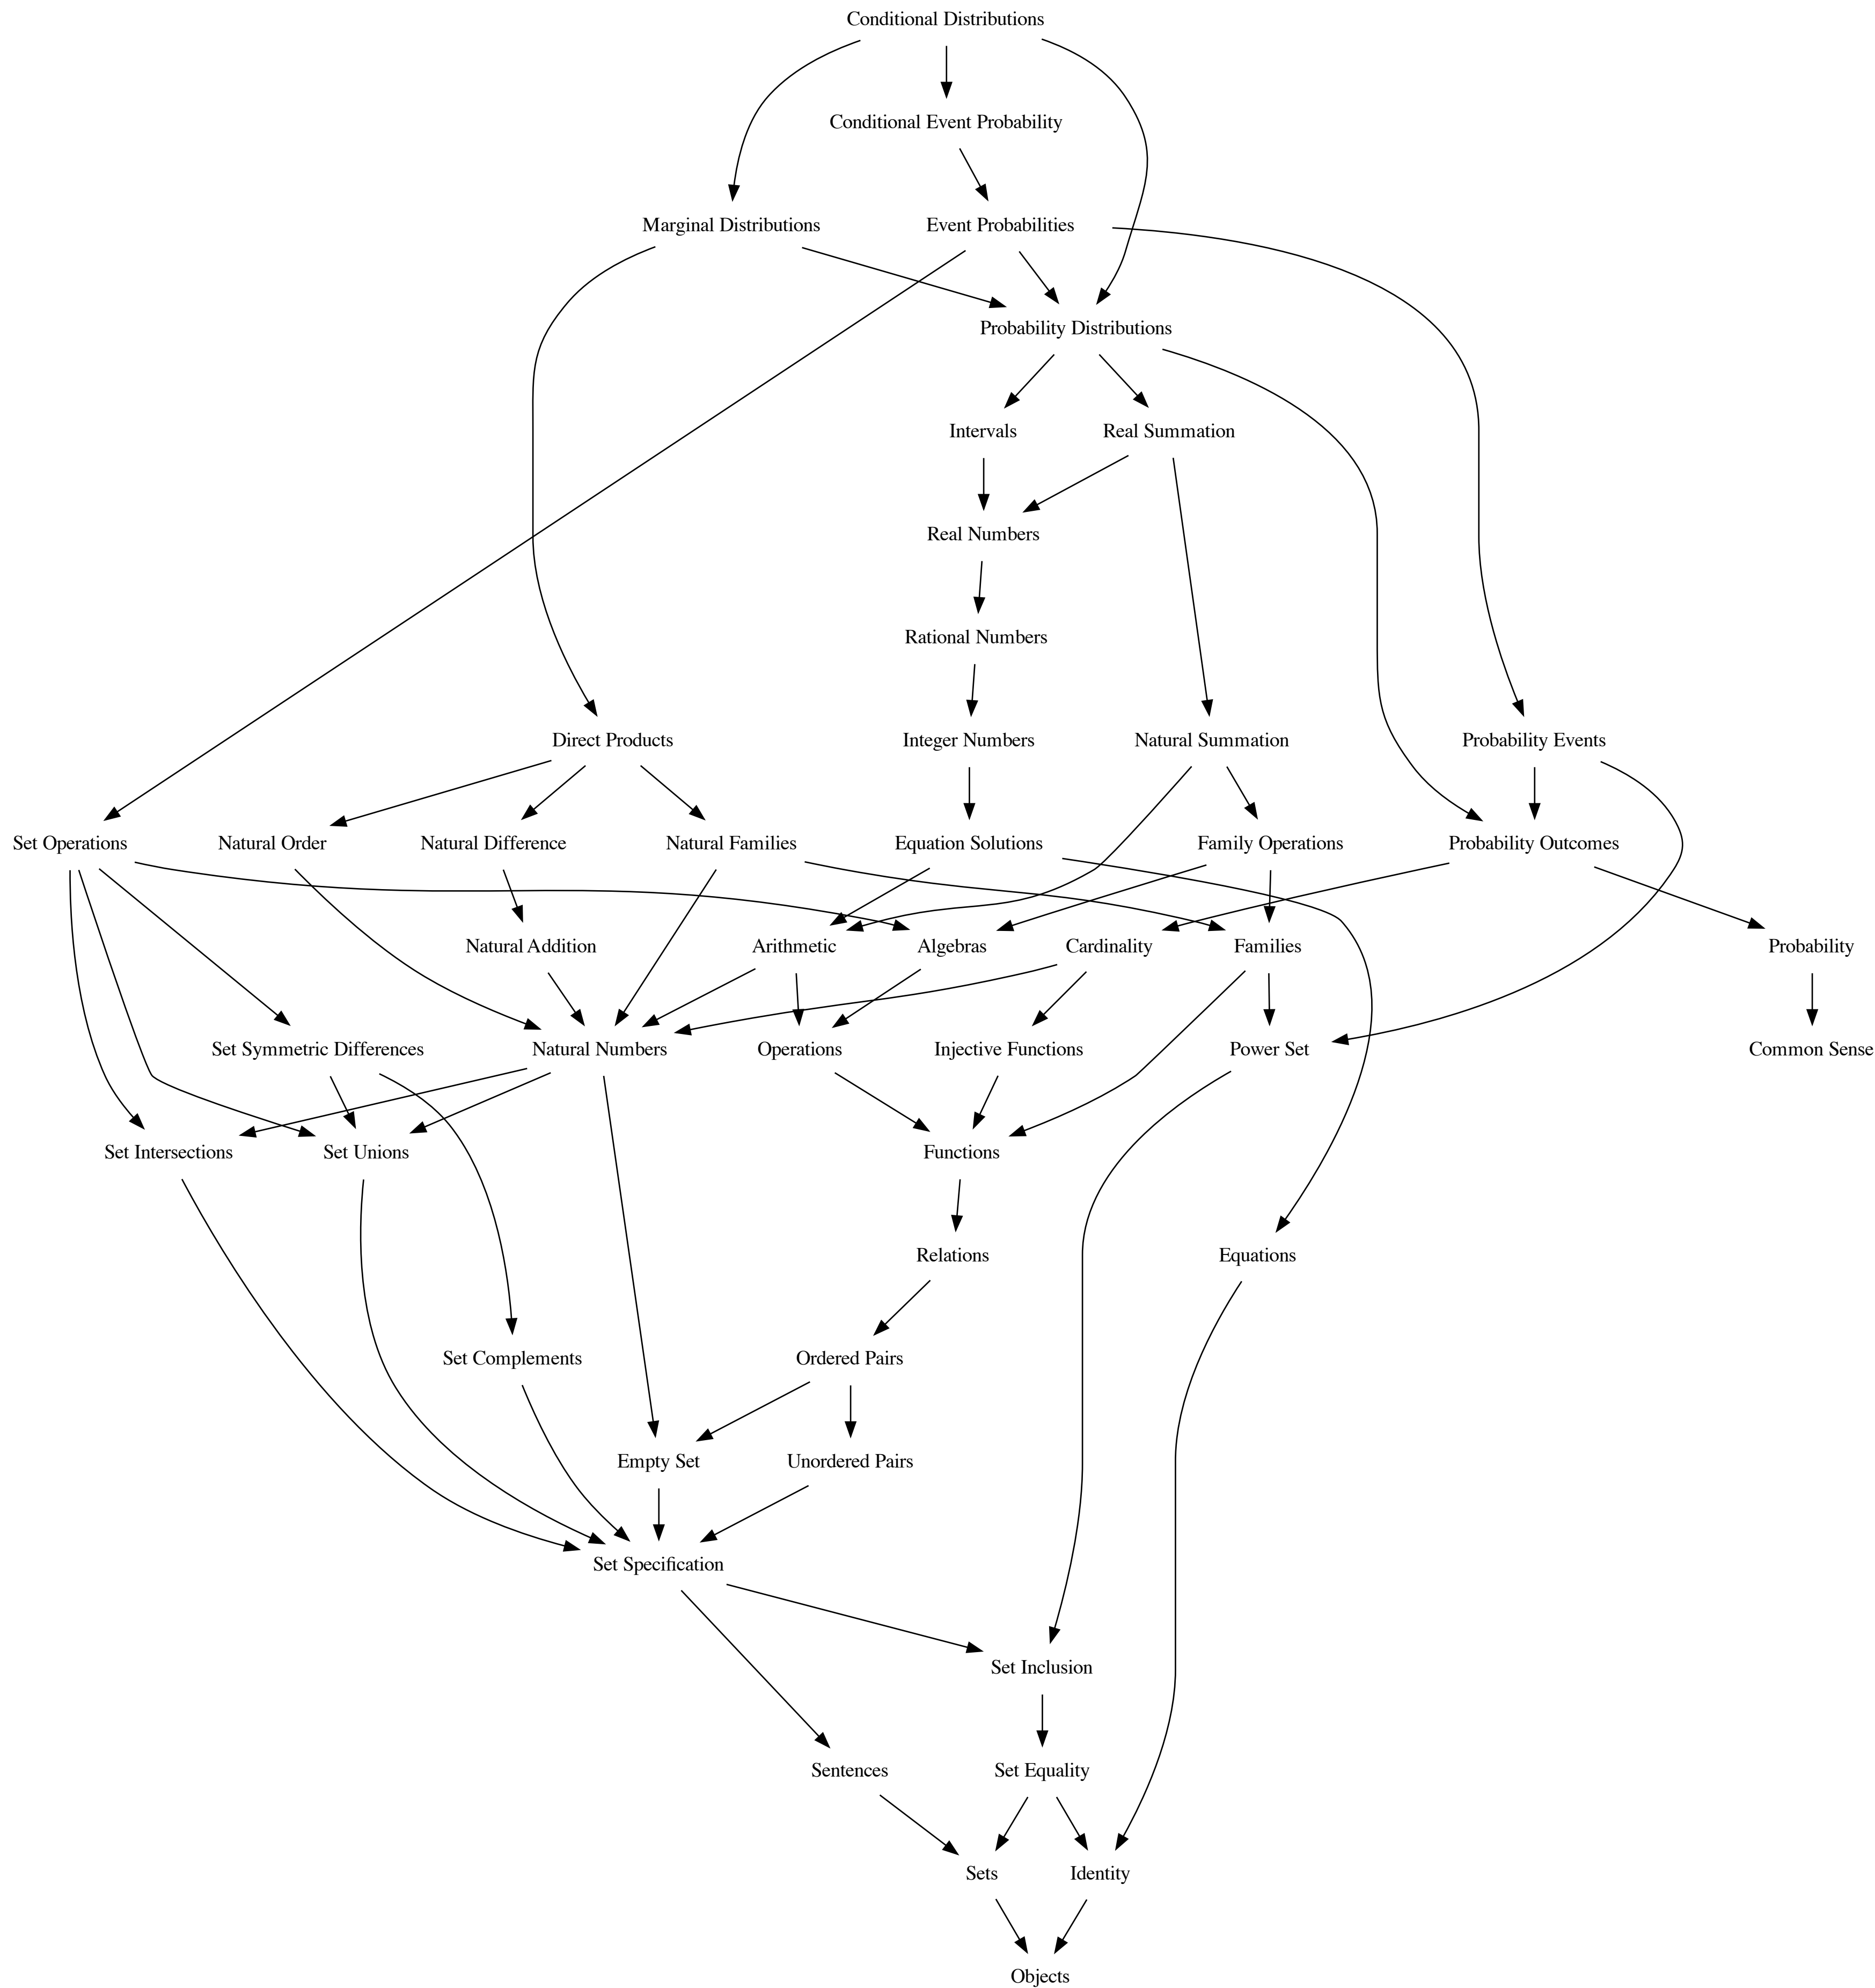 Conditional Distributions
Conditional Event Probability
Marginal Distributions
Event Probabilities
Probability Distributions
Intervals
Real Summation
Real Numbers
Rational Numbers
Direct Products
Integer Numbers
Natural Summation
Probability Events
Set Operations
Natural Order
Natural Difference
Natural Families
Equation Solutions
Family Operations
Probability Outcomes
Natural Addition
Arithmetic
Algebras
Cardinality
Families
Probability
Set Symmetric Differences
Natural Numbers
Operations
Injective Functions
Power Set
Common Sense
Set Intersections
Set Unions
Functions
Relations
Equations
Set Complements
Ordered Pairs
Empty Set
Unordered Pairs
Set Specification
Set Inclusion
Sentences
Set Equality
Sets
Identity
Objects